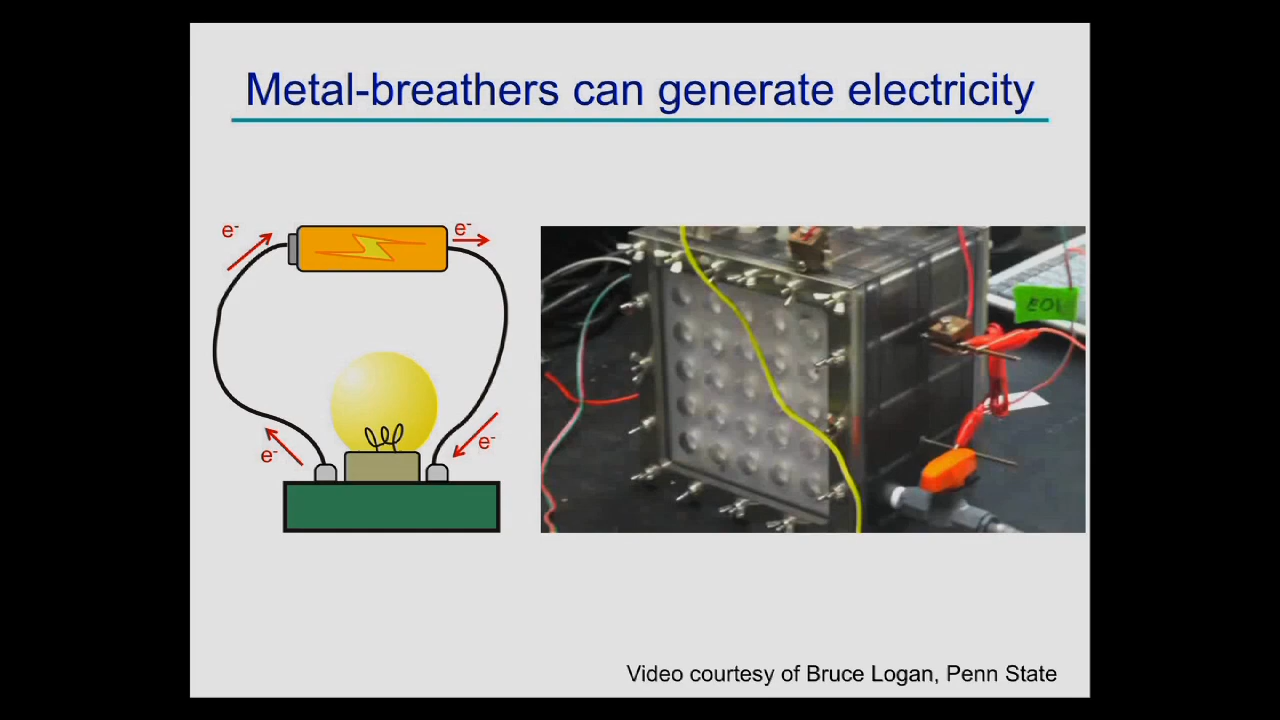 Metal-breathers can generate electricity
e-
e-
e-
e-
Video courtesy of Bruce Logan, Penn State